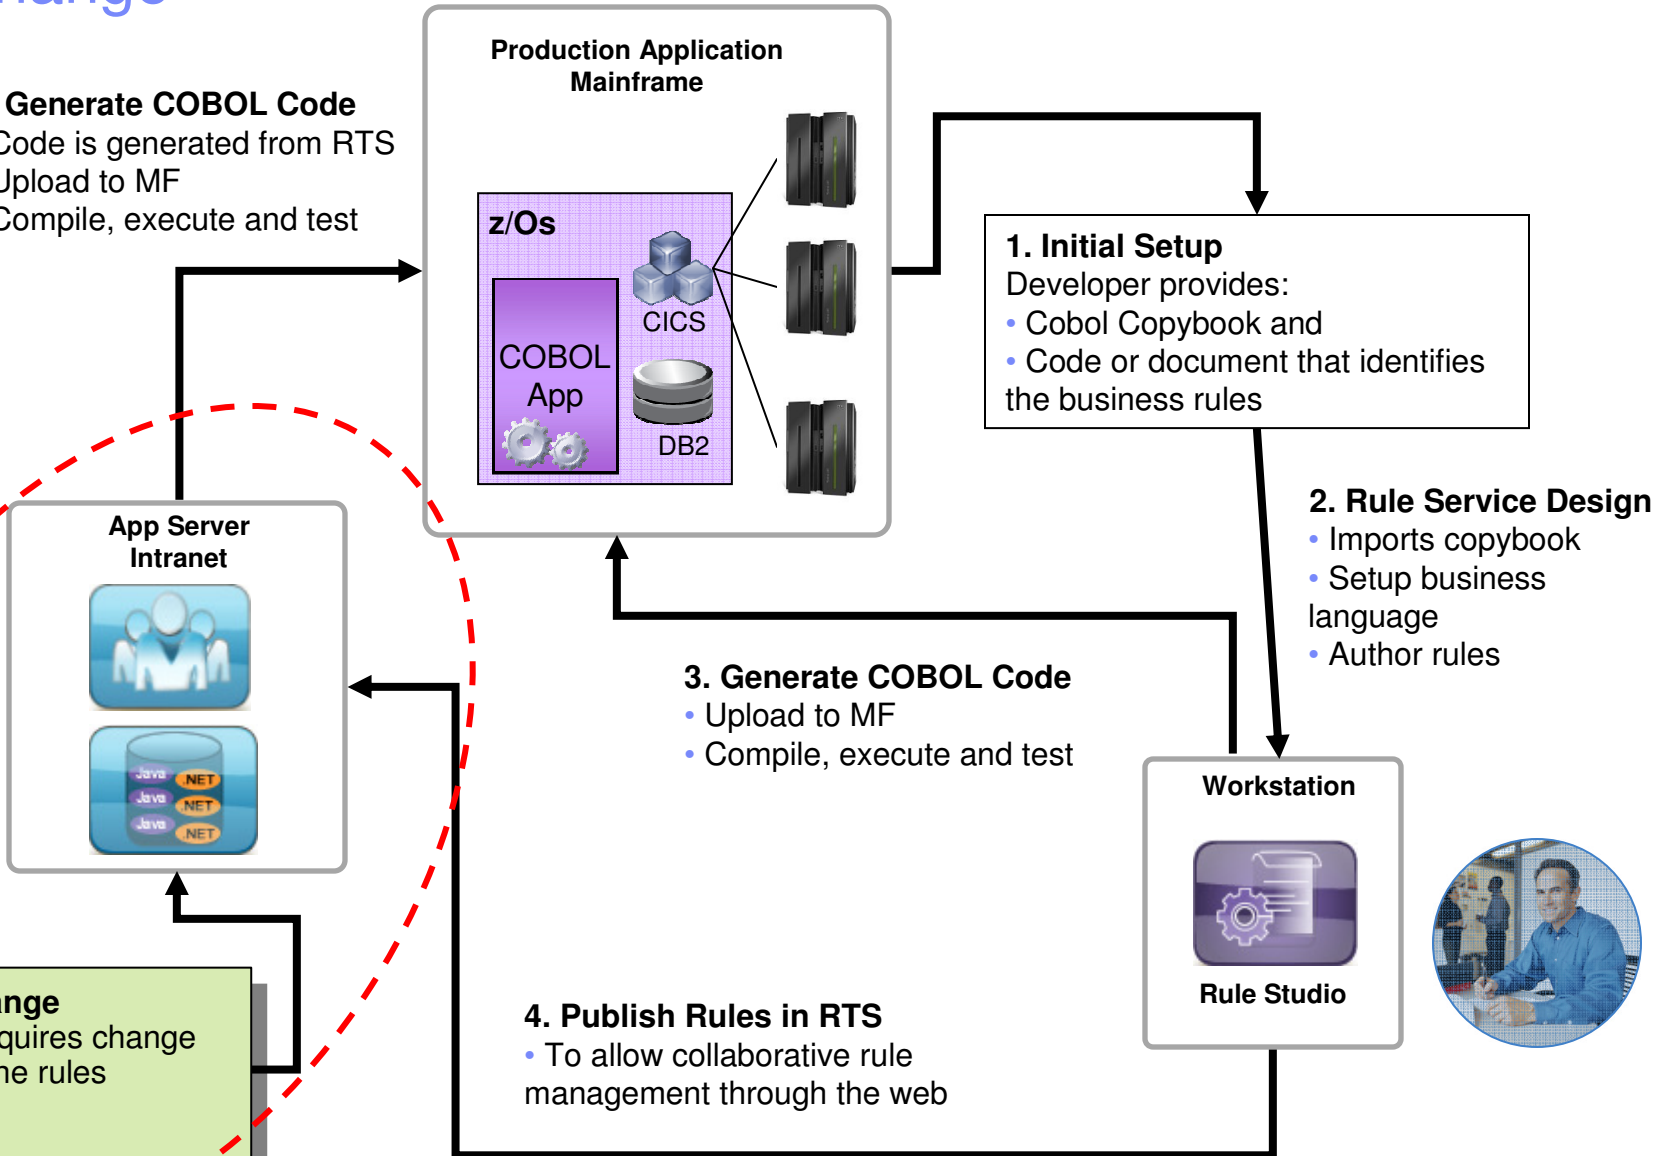 Production Application
Mainframe
Generate COBOL Code
Code is generated from RTS
Upload to MF
Compile, execute and test
z/Os
CICS
COBOL
App
DB2
1. Initial Setup
Developer provides:
• Cobol Copybook and
• Code or document that identifies
the business rules
2. Rule Service Design
• Imports copybook
• Setup business
language
• Author rules
App Server
Intranet
Java .NET
Java .NET
Java .NET
3. Generate COBOL Code
• Upload to MF
• Compile, execute and test
Workstation
Rule Studio
4. Publish Rules in RTS
• To allow collaborative rule
management through the web
ange
quires change
he rules